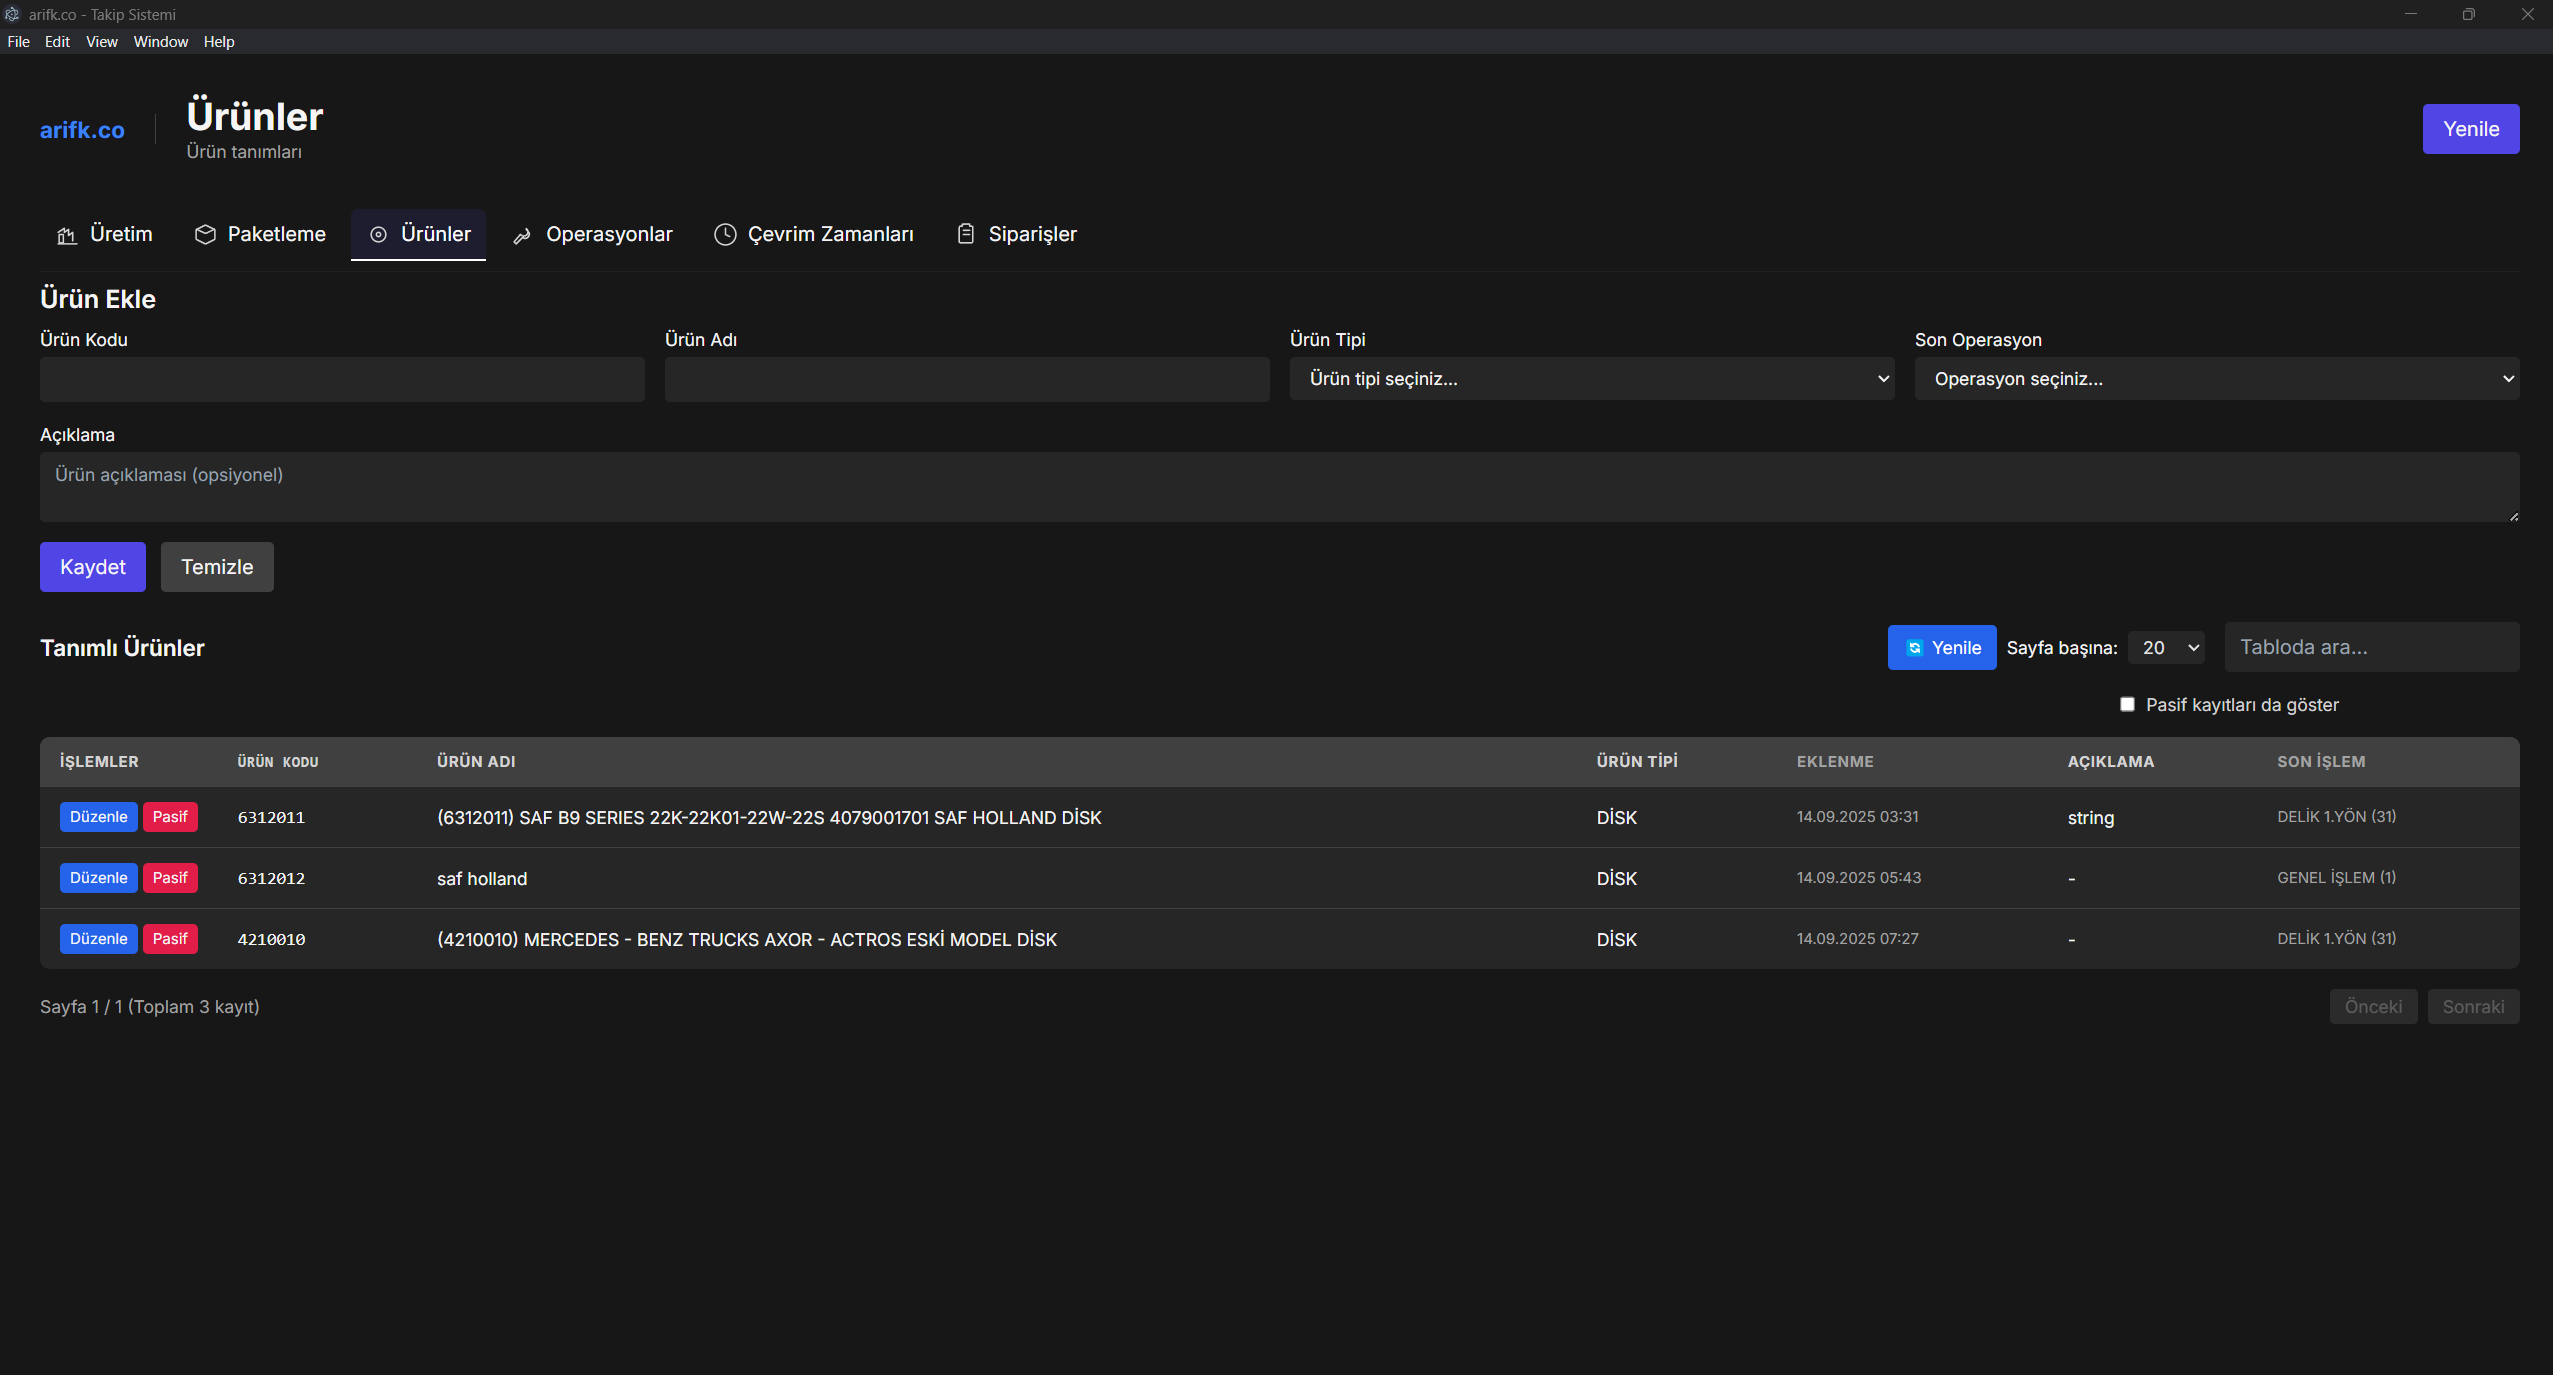 arifk.co - Takip Sistemi
File Edit View Window Help
arifk.co
Ürünler
Ürün tanımları
Yenile
Üretim Paketleme Ürünler Operasyonlar Çevrim Zamanları Siparişler
Ürün Ekle
Ürün Kodu Ürün Adı Ürün Tipi Son Operasyon
Ürün tipi seçiniz... Operasyon seçiniz...
Açıklama
Ürün açıklaması (opsiyonel)
Kaydet Temizle
Tanımlı Ürünler Yenile Sayfa başına: 20 Tabloda ara...
Pasif kayıtları da göster
İŞLEMLER ÜRÜN KODU ÜRÜN ADI ÜRÜN TİPİ EKLENME AÇIKLAMA SON İŞLEM
Düzenle Pasif 6312011 (6312011) SAF B9 SERIES 22K-22K01-22W-22S 4079001701 SAF HOLLAND DİSK DİSK 14.09.2025 03:31 string DELİK 1.YÖN (31)
Düzenle Pasif 6312012 saf holland DİSK 14.09.2025 05:43 - GENEL İŞLEM (1)
Düzenle Pasif 4210010 (4210010) MERCEDES - BENZ TRUCKS AXOR - ACTROS ESKİ MODEL DİSK DİSK 14.09.2025 07:27 - DELİK 1.YÖN (31)
Sayfa 1 / 1 (Toplam 3 kayıt) Önceki Sonraki